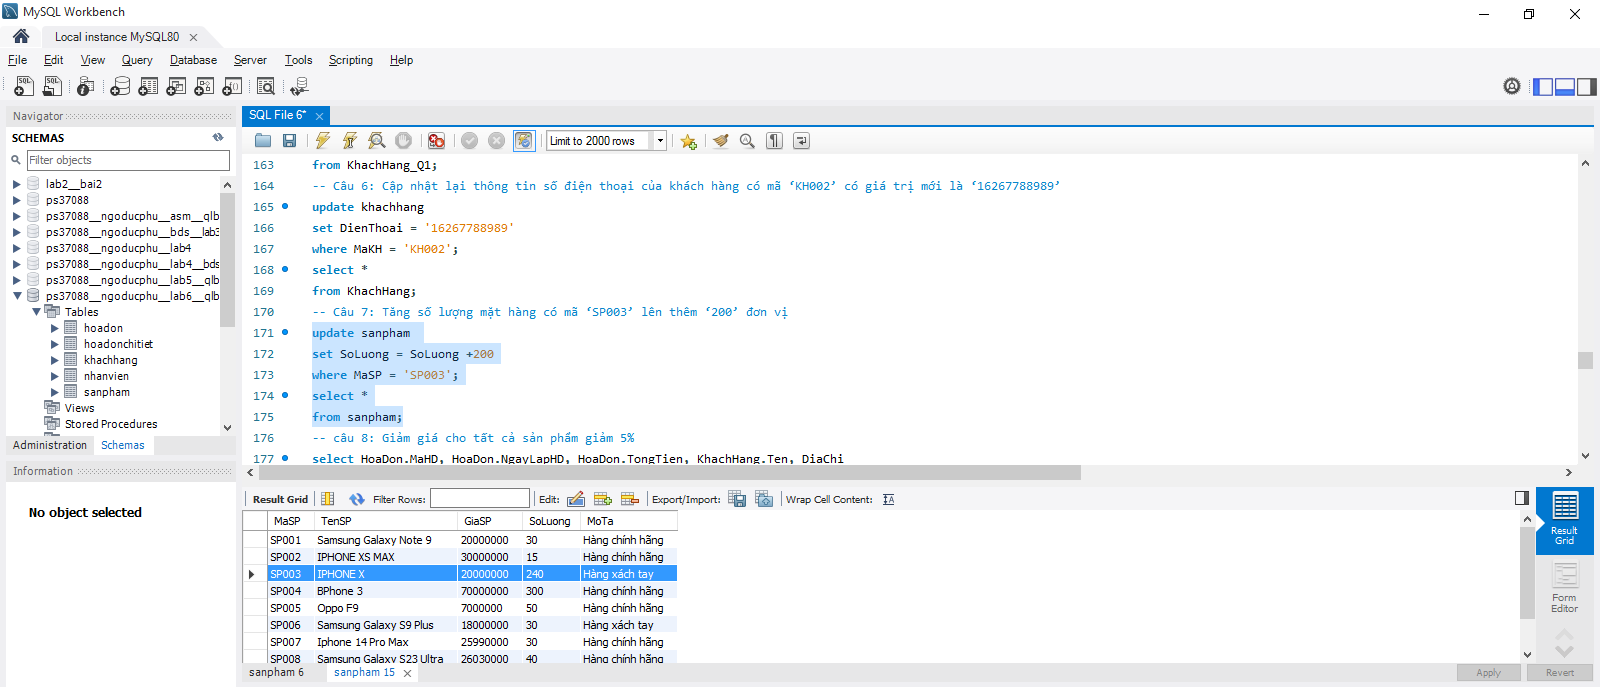 MySQL Workbench
Local instance MySQL80
File Edit View Query Database Server Tools Scripting Help
Navigator
SCHEMAS
Filter objects
lab2__bai2
ps37088
ps37088__ngoducphu__asm__qlb
ps37088__ngoducphu__bds__lab3
ps37088__ngoducphu__lab4
ps37088__ngoducphu__lab4__bds
ps37088__ngoducphu__lab5__qlb
ps37088__ngoducphu__lab6__qlb
Tables
hoadon
hoadonchitiet
khachhang
nhanvien
sanpham
Views
Stored Procedures
Administration Schemas
Information
No object selected
SQL File 6*
Limit to 2000 rows
163 from KhachHang_Q1;
164 -- Câu 6: Cập nhật lại thông tin số điện thoại của khách hàng có mã ‘KH002’ có giá trị mới là ‘16267788989’
165 update khachhang
166 set DienThoai = '16267788989'
167 where MaKH = 'KH002';
168 select *
169 from KhachHang;
170 -- Câu 7: Tăng số lượng mặt hàng có mã ‘SP003’ lên thêm ‘200’ đơn vị
171 update sanpham
172 set SoLuong = SoLuong +200
173 where MaSP = 'SP003';
174 select *
175 from sanpham;
176 -- câu 8: Giảm giá cho tất cả sản phẩm giảm 5%
177 select HoaDon.MaHD, HoaDon.NgayLapHD, HoaDon.TongTien, KhachHang.Ten, DiaChi
Result Grid Filter Rows: Edit: Export/Import: Wrap Cell Content:
MaSP TenSP GiaSP SoLuong MoTa
SP001 Samsung Galaxy Note 9 20000000 30 Hàng chính hãng
SP002 IPHONE XS MAX 30000000 15 Hàng chính hãng
SP003 IPHONE X 20000000 240 Hàng xách tay
SP004 BPhone 3 70000000 300 Hàng chính hãng
SP005 Oppo F9 7000000 50 Hàng chính hãng
SP006 Samsung Galaxy S9 Plus 18000000 30 Hàng xách tay
SP007 Iphone 14 Pro Max 25990000 30 Hàng chính hãng
SP008 Samsung Galaxy S23 Ultra 26030000 40 Hàng chính hãng
Result
Grid
Form
Editor
sanpham 6 sanpham 15
Apply Revert